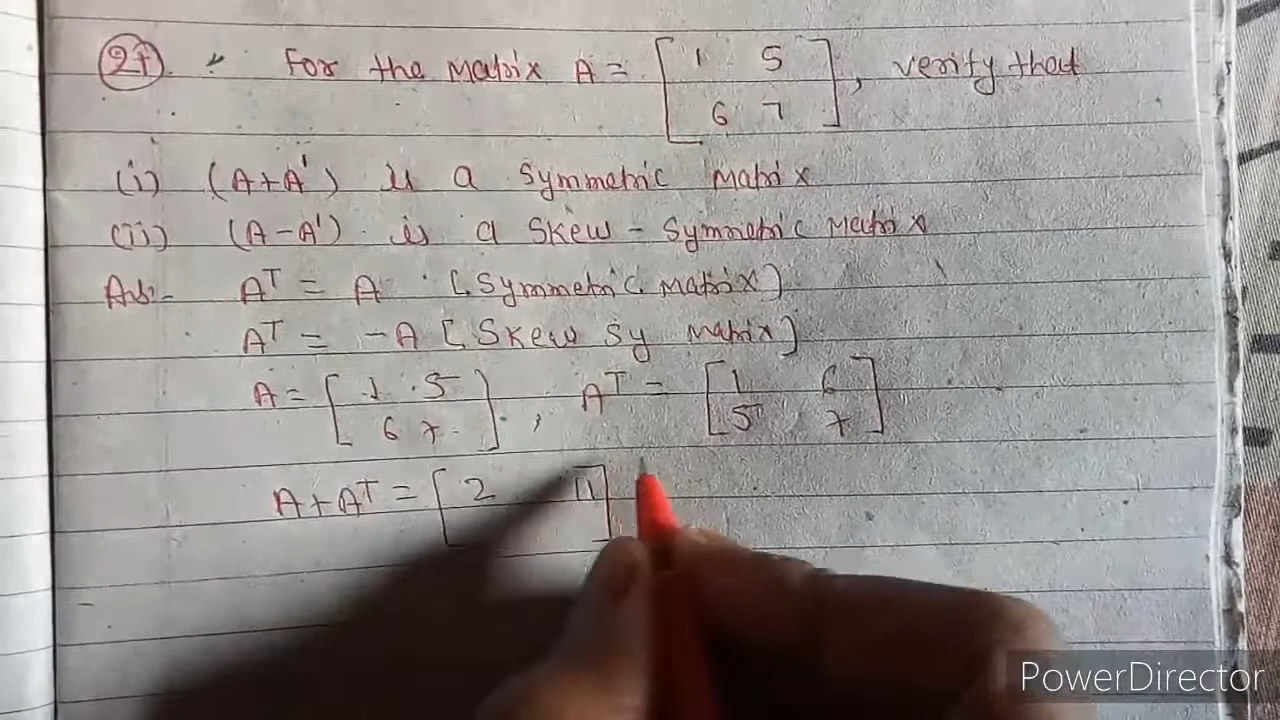 27. For the Matrix A = [1 5
6 7], verify that
(i) (A+A') is a Symmetric Matrix
(ii) (A-A') is a Skew - Symmetric Matrix
Ans:- A^T = A [Symmetric Matrix]
A^T = -A [Skew Sy Matrix]
A = [1 5
6 7], A^T = [1 6
5 7]
A+A^T = [2 11]
PowerDirector